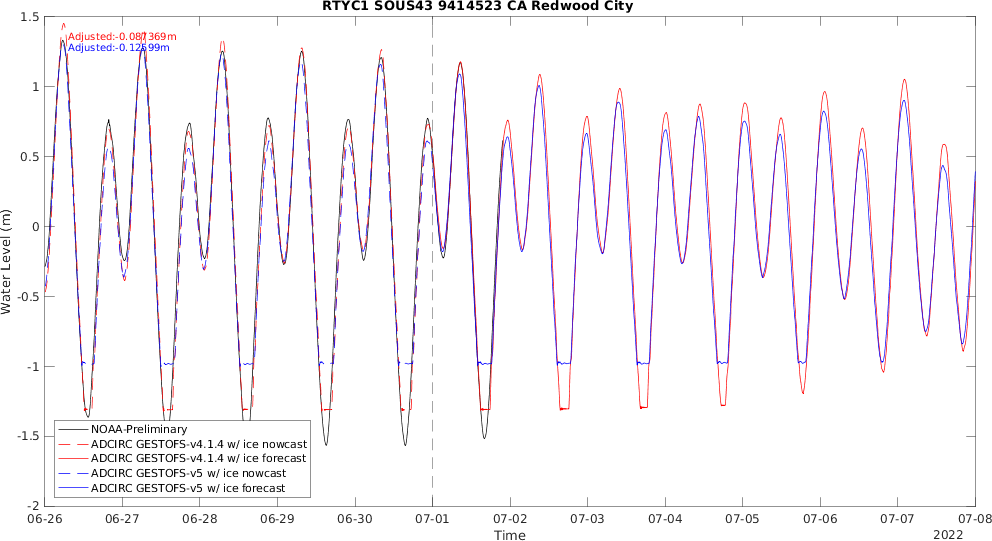 RTYC1 SOUS43 9414523 CA Redwood City
Adjusted:-0.087369m
Adjusted:-0.12599m
Water Level (m)
1.5
1
0.5
0
-0.5
-1
-1.5
-2
NOAA-Preliminary
ADCIRC GESTOFS-v4.1.4 w/ ice nowcast
ADCIRC GESTOFS-v4.1.4 w/ ice forecast
ADCIRC GESTOFS-v5 w/ ice nowcast
ADCIRC GESTOFS-v5 w/ ice forecast
06-26 06-27 06-28 06-29 06-30 07-01 07-02 07-03 07-04 07-05 07-06 07-07 07-08
Time
2022